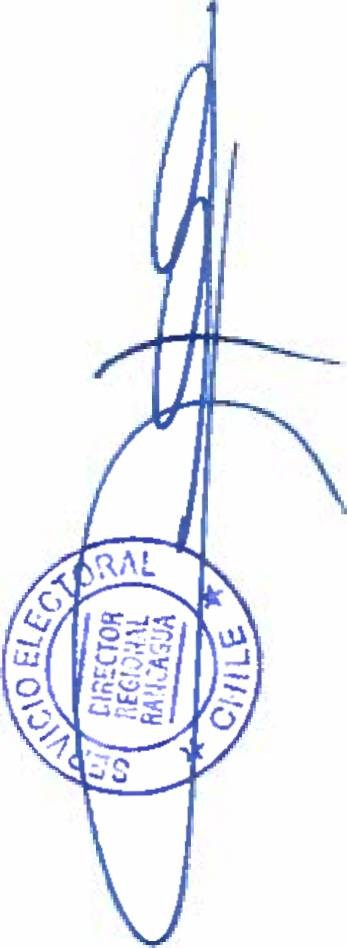 SERVICIO ELECTORAL
DIRECTOR
REGIONAL
RANCAGUA
CHILE